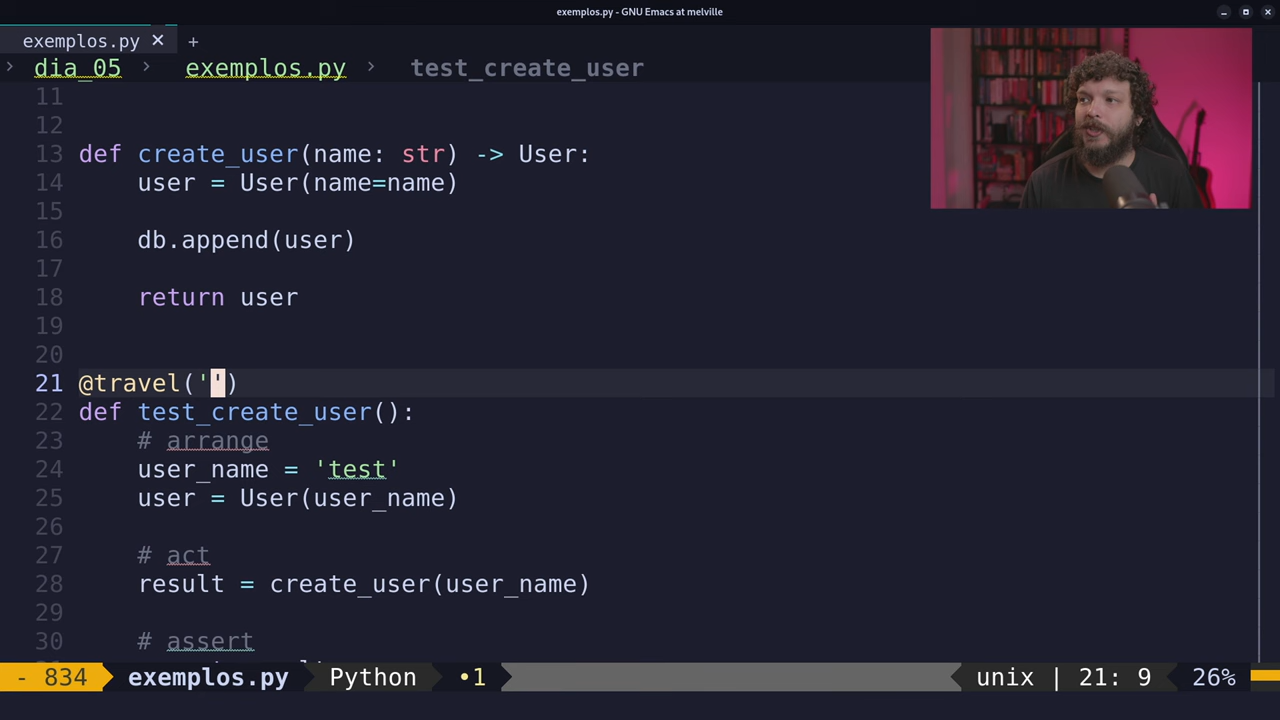 exemplos.py - GNU Emacs at melville
exemplos.py × +
> dia_05 > exemplos.py > test_create_user
11
12
13 def create_user(name: str) -> User:
14     user = User(name=name)
15
16     db.append(user)
17
18     return user
19
20
21 @travel('')
22 def test_create_user():
23     # arrange
24     user_name = 'test'
25     user = User(user_name)
26
27     # act
28     result = create_user(user_name)
29
30     # assert
- 834 exemplos.py Python •1 unix | 21: 9 26%